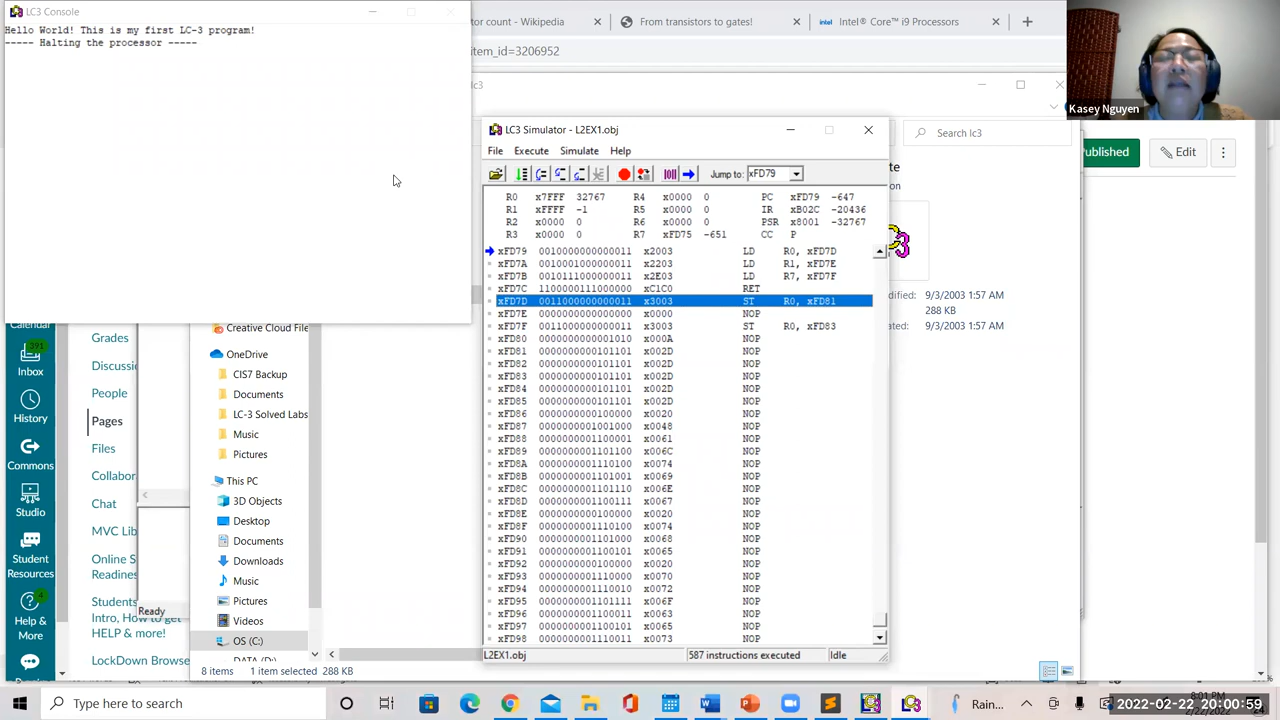 LC3 Console
tor count - Wikipedia
From transistors to gates!
Intel® Core™ i9 Processors
Hello World! This is my first LC-3 program!
----- Halting the processor -----
item_id=3206952
lc3
Kasey Nguyen
LC3 Simulator - L2EX1.obj
Search lc3
File Execute Simulate Help
ublished
Edit
Jump to: xFD79
R0 x7FFF 32767 R4 x0000 0 PC xFD79 -647
R1 xFFFF -1 R5 x0000 0 IR xB02C -20436
R2 x0000 0 R6 x0000 0 PSR x8001 -32767
R3 x0000 0 R7 xFD75 -651 CC P
xFD79 0010000000000011 x2003 LD R0, xFD7D
xFD7A 0010001000000011 x2203 LD R1, xFD7E
xFD7B 0010111000000011 x2E03 LD R7, xFD7F
xFD7C 1100000111000000 xC1C0 RET
xFD7D 0011000000000011 x3003 ST R0, xFD81
xFD7E 0000000000000000 x0000 NOP
xFD7F 0011000000000011 x3003 ST R0, xFD83
xFD80 0000000000001010 x000A NOP
xFD81 0000000000101101 x002D NOP
xFD82 0000000000101101 x002D NOP
xFD83 0000000000101101 x002D NOP
xFD84 0000000000101101 x002D NOP
xFD85 0000000000101101 x002D NOP
xFD86 0000000000100000 x0020 NOP
xFD87 0000000001001000 x0048 NOP
xFD88 0000000001100001 x0061 NOP
xFD89 0000000001101100 x006C NOP
xFD8A 0000000001110100 x0074 NOP
xFD8B 0000000001101001 x0069 NOP
xFD8C 0000000001101110 x006E NOP
xFD8D 0000000001100111 x0067 NOP
xFD8E 0000000000100000 x0020 NOP
xFD8F 0000000001110100 x0074 NOP
xFD90 0000000001101000 x0068 NOP
xFD91 0000000001100101 x0065 NOP
xFD92 0000000000100000 x0020 NOP
xFD93 0000000001110000 x0070 NOP
xFD94 0000000001110010 x0072 NOP
xFD95 0000000001101111 x006F NOP
xFD96 0000000001100011 x0063 NOP
xFD97 0000000001100101 x0065 NOP
xFD98 0000000001110011 x0073 NOP
L2EX1.obj 587 instructions executed Idle
te
on
dified: 9/3/2003 1:57 AM
288 KB
ated: 9/3/2003 1:57 AM
Calendar
391
Inbox
History
Commons
Studio
Student
Resources
4
Help &
More
Grades
Discussi
People
Pages
Files
Collabor
Chat
MVC Lib
Online S
Readines
Students
Intro, How to get
HELP & more!
LockDown Browse
Ready
Creative Cloud File
OneDrive
CIS7 Backup
Documents
LC-3 Solved Labs
Music
Pictures
This PC
3D Objects
Desktop
Documents
Downloads
Music
Pictures
Videos
OS (C:)
DATA (D:)
8 items 1 item selected 288 KB
Type here to search
Rain...
2022-02-22 20:00:59